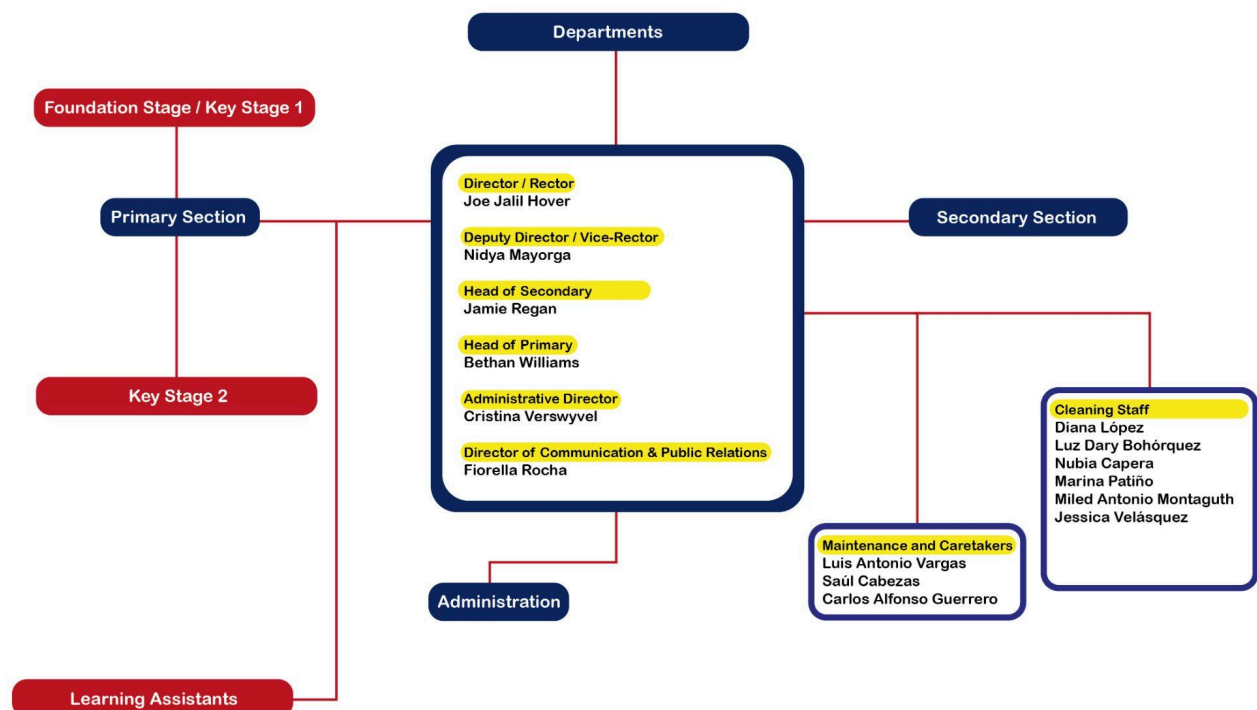 Departments
Foundation Stage / Key Stage 1
Primary Section
Key Stage 2
Learning Assistants
Director / Rector
Joe Jalil Hover
Deputy Director / Vice-Rector
Nidya Mayorga
Head of Secondary
Jamie Regan
Head of Primary
Bethan Williams
Administrative Director
Cristina Verswyvel
Director of Communication & Public Relations
Fiorella Rocha
Administration
Secondary Section
Maintenance and Caretakers
Luis Antonio Vargas
Saúl Cabezas
Carlos Alfonso Guerrero
Cleaning Staff
Diana López
Luz Dary Bohórquez
Nubia Capera
Marina Patiño
Miled Antonio Montaguth
Jessica Velásquez